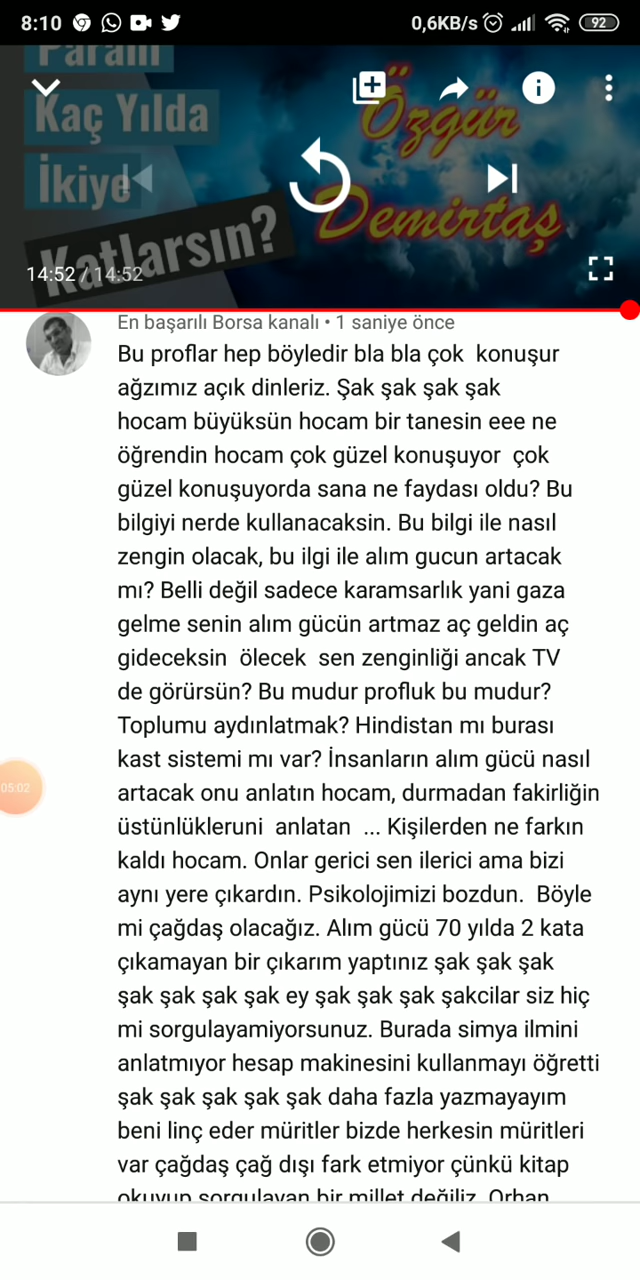 8:10
0,6KB/s
92
Param
Kaç Yılda
İkiye
Katlarsın?
Özgür
Demirtaş
14:52 / 14:52
En başarılı Borsa kanalı • 1 saniye önce
Bu proflar hep böyledir bla bla çok konuşur
ağzımız açık dinleriz. Şak şak şak şak
hocam büyüksün hocam bir tanesin eee ne
öğrendin hocam çok güzel konuşuyor çok
güzel konuşuyorda sana ne faydası oldu? Bu
bilgiyi nerde kullanacaksin. Bu bilgi ile nasıl
zengin olacak, bu ilgi ile alım gucun artacak
mı? Belli değil sadece karamsarlık yani gaza
gelme senin alım gücün artmaz aç geldin aç
gideceksin ölecek sen zenginliği ancak TV
de görürsün? Bu mudur profluk bu mudur?
Toplumu aydınlatmak? Hindistan mı burası
kast sistemi mı var? İnsanların alım gücü nasıl
artacak onu anlatın hocam, durmadan fakirliğin
üstünlükleruni anlatan ... Kişilerden ne farkın
kaldı hocam. Onlar gerici sen ilerici ama bizi
aynı yere çıkardın. Psikolojimizi bozdun. Böyle
mi çağdaş olacağız. Alım gücü 70 yılda 2 kata
çıkamayan bir çıkarım yaptınız şak şak şak
şak şak şak şak ey şak şak şak şakcilar siz hiç
mi sorgulayamiyorsunuz. Burada simya ilmini
anlatmıyor hesap makinesini kullanmayı öğretti
şak şak şak şak şak daha fazla yazmayayım
beni linç eder müritler bizde herkesin müritleri
var çağdaş çağ dışı fark etmiyor çünkü kitap
okuyup sorgulayan bir millet değiliz. Orhan
05:02